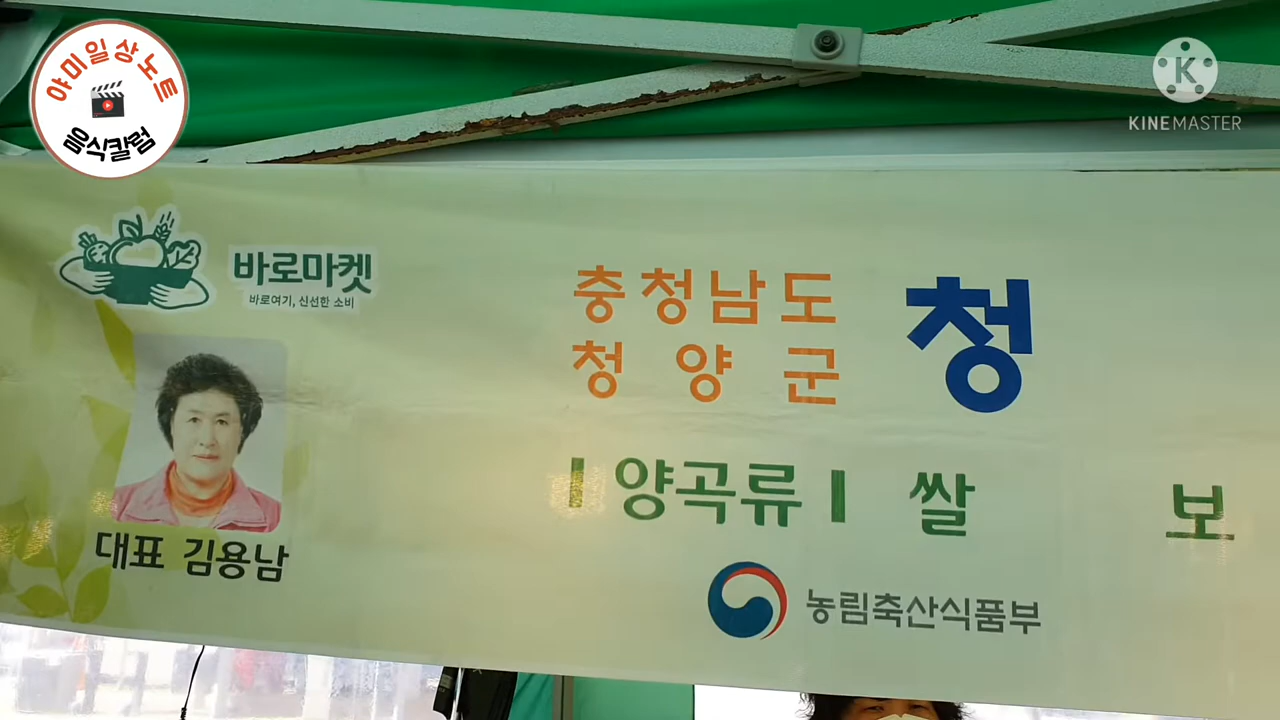 야미일상노트
음식칼럼
KINEMASTER
바로마켓
바로여기, 신선한 소비
충청남도
청양군
청
대표 김용남
양곡류 쌀 보
농림축산식품부